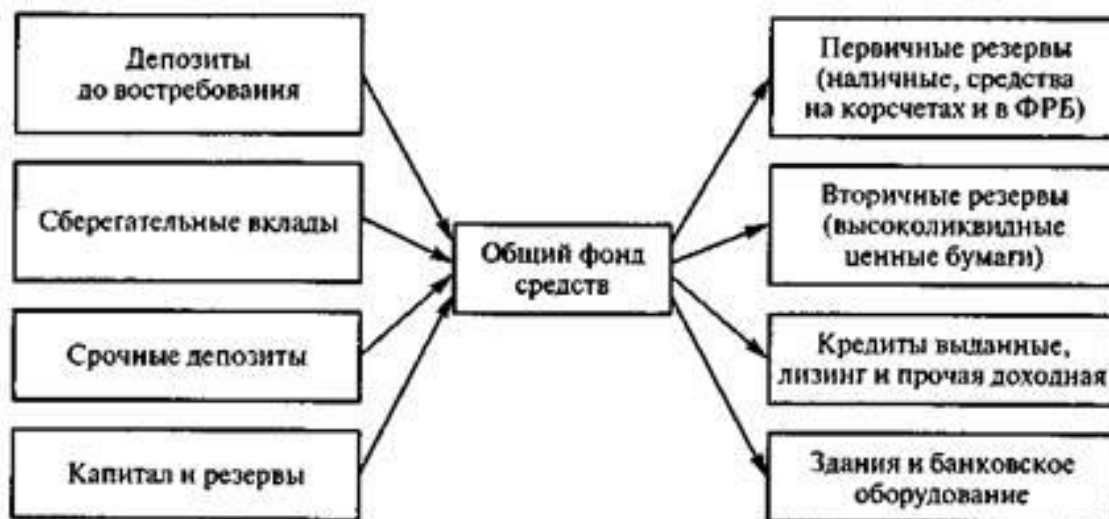 Депозиты
до востребования
Сберегательные вклады
Срочные депозиты
Капитал и резервы
Общий фонд
средств
Первичные резервы
(наличные, средства
на корсчетах и в ФРБ)
Вторичные резервы
(высоколиквидные
ценные бумаги)
Кредиты выданные,
лизинг и прочая доходная
Здания и банковское
оборудование